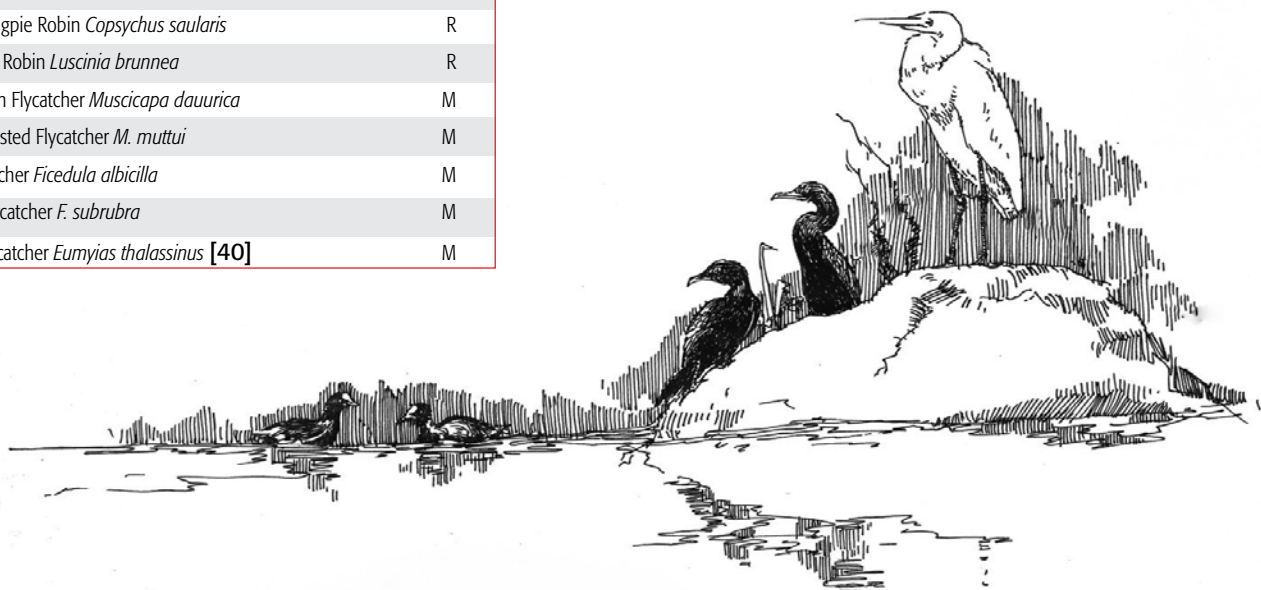 gpie Robin Copsychus saularis R
Robin Luscinia brunnea R
n Flycatcher Muscicapa dauurica M
sted Flycatcher M. muttui M
cher Ficedula albicilla M
catcher F. subrubra M
catcher Eumyias thalassinus [40] M